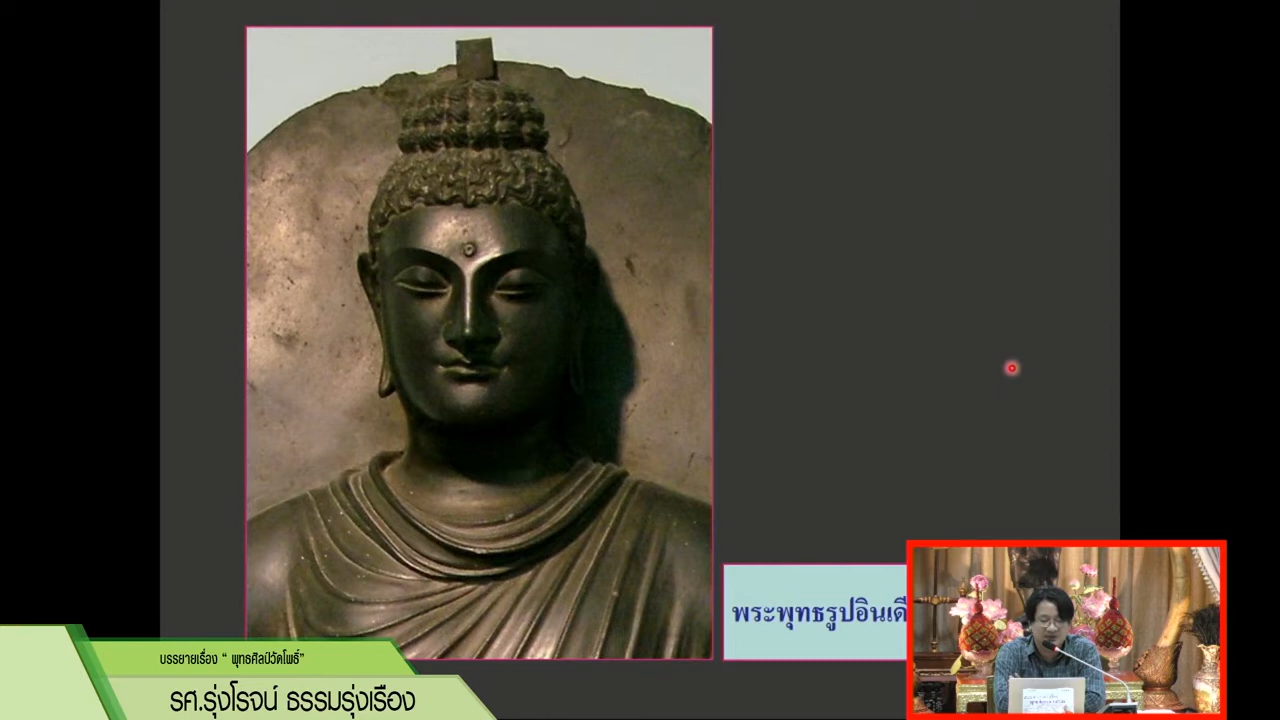 พระพุทธรูปอินเดี
บรรยายเรื่อง “ พุทธศิลป์วัดโพธิ์”
รศ.รุ่งโรจน์ ธรรมรุ่งเรือง